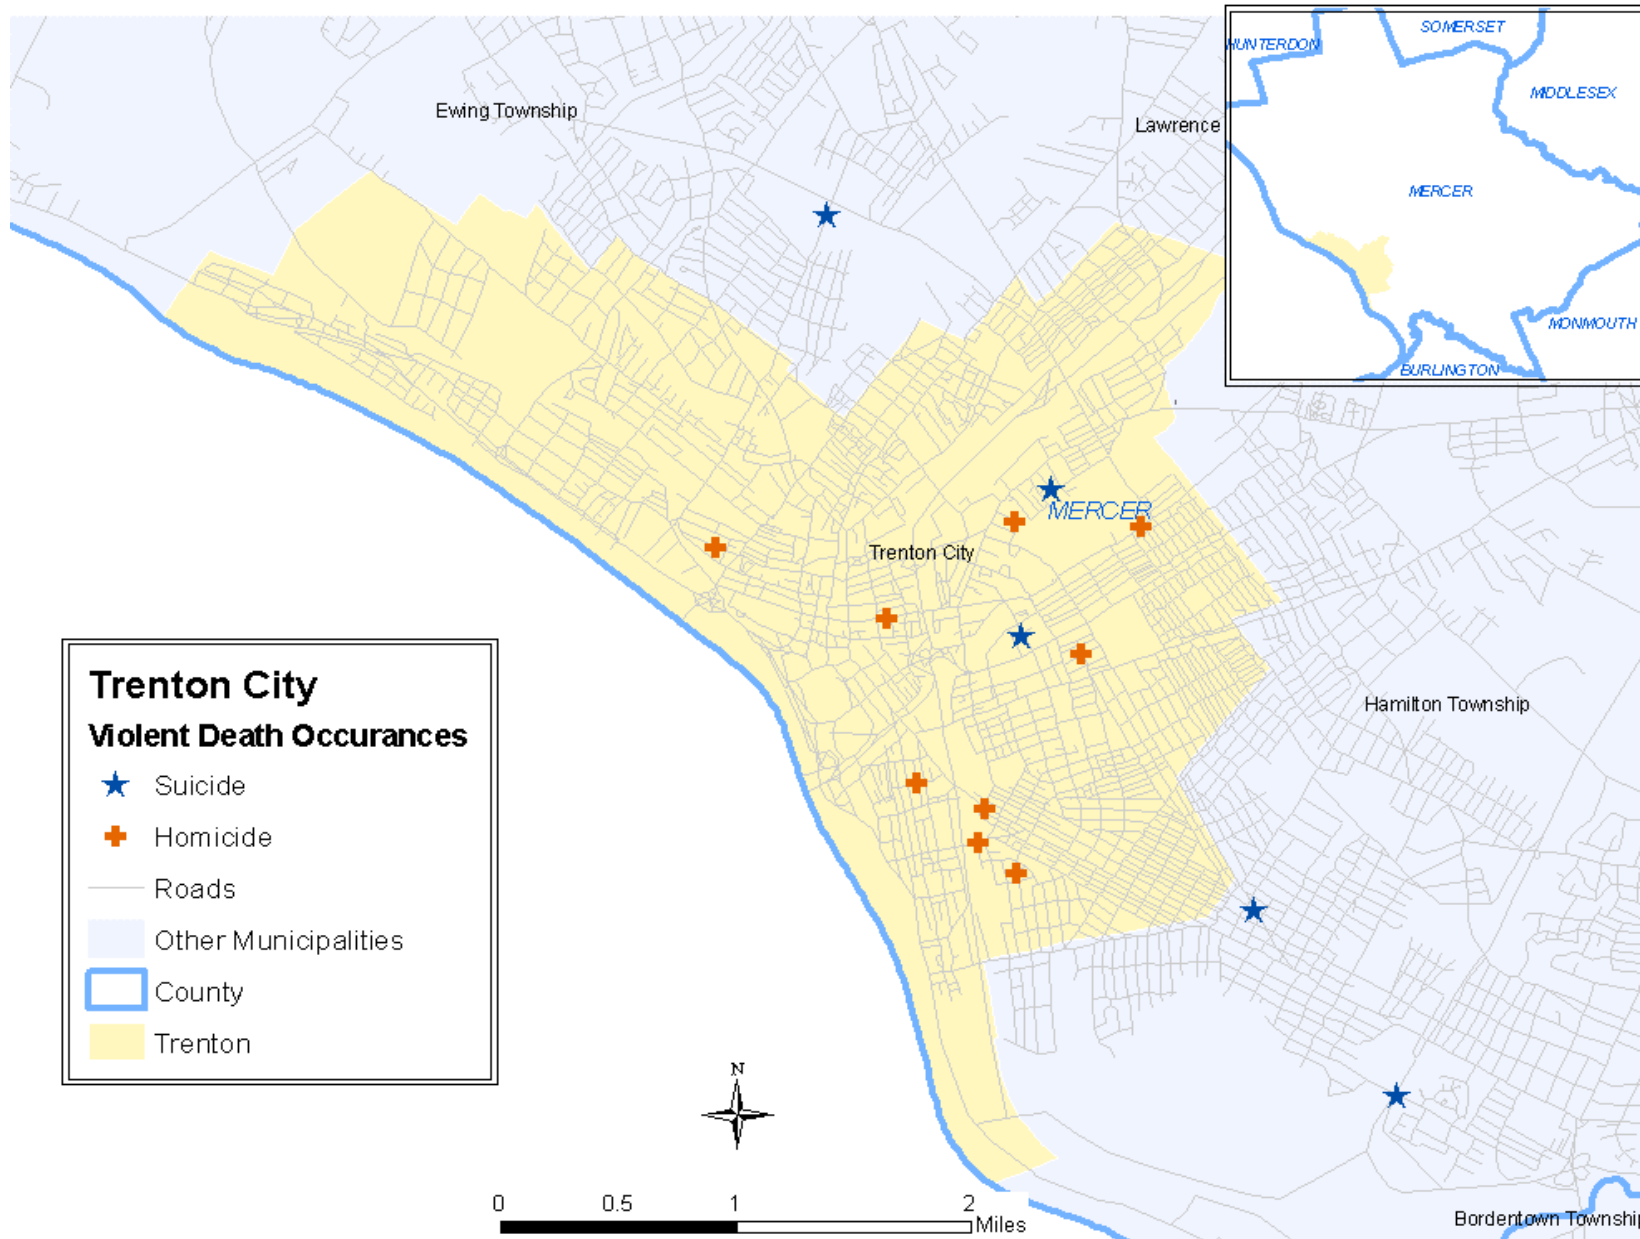 HUNTERDON
SOMERSET
MIDDLESEX
MERCER
MONMOUTH
BURLINGTON
Ewing Township
Lawrence
MERCER
Trenton City
Hamilton Township
Trenton City
Violent Death Occurances
Suicide
Homicide
Roads
Other Municipalities
County
Trenton
N
0 0.5 1 2
Miles
Bordentown Township